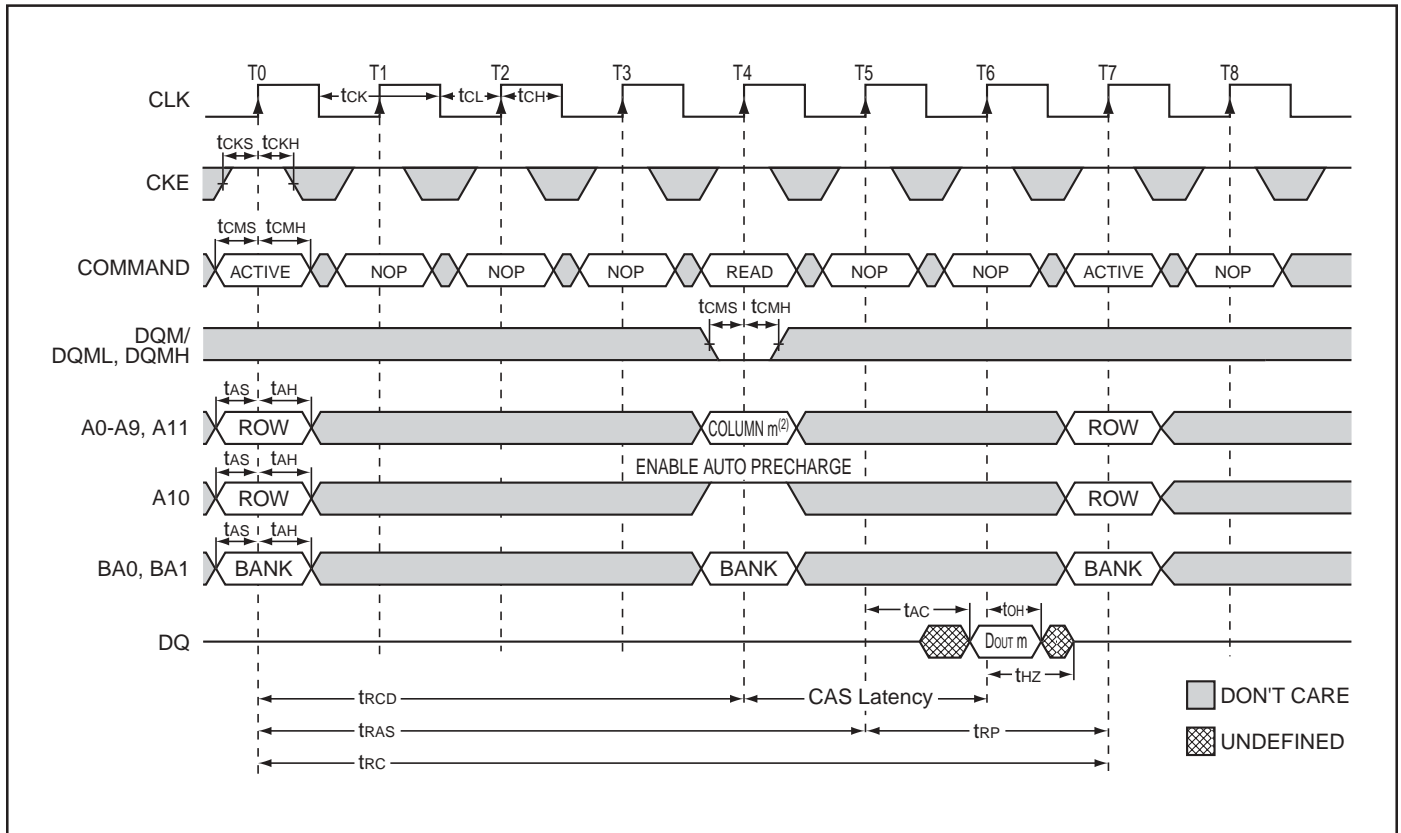 T0 T1 T2 T3 T4 T5 T6 T7 T8
CLK
tCK tCL tCH
tCKS tCKH
CKE
tCMS tCMH
COMMAND ACTIVE NOP NOP NOP READ NOP NOP ACTIVE NOP
tCMS tCMH
DQM/
DQML, DQMH
tAS tAH
A0-A9, A11 ROW COLUMN m(2) ROW
tAS tAH ENABLE AUTO PRECHARGE
A10 ROW ROW
tAS tAH
BA0, BA1 BANK BANK BANK
tAC tOH
DQ DOUT m
tHZ
tRCD CAS Latency
tRAS tRP
tRC
DON'T CARE
UNDEFINED